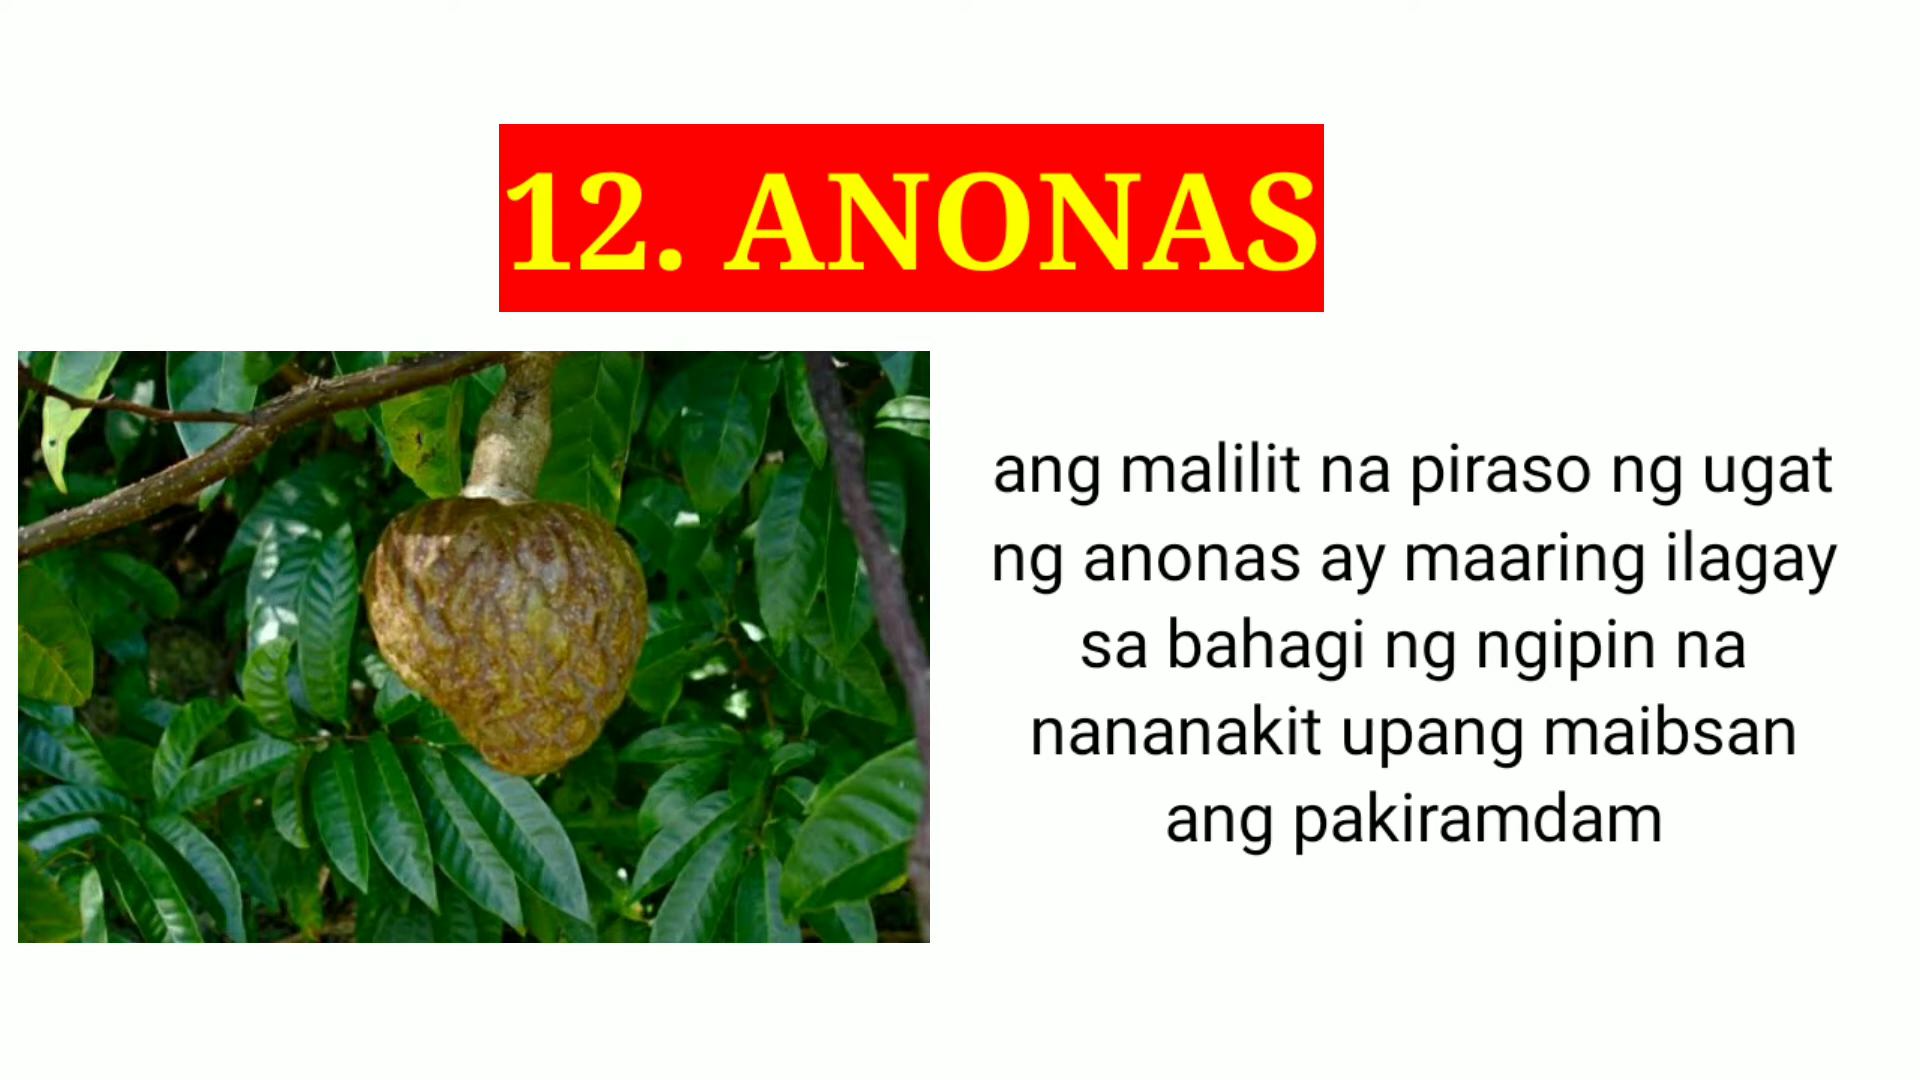 12. ANONAS
ang malilit na piraso ng ugat
ng anonas ay maaring ilagay
sa bahagi ng ngipin na
nananakit upang maibsan
ang pakiramdam